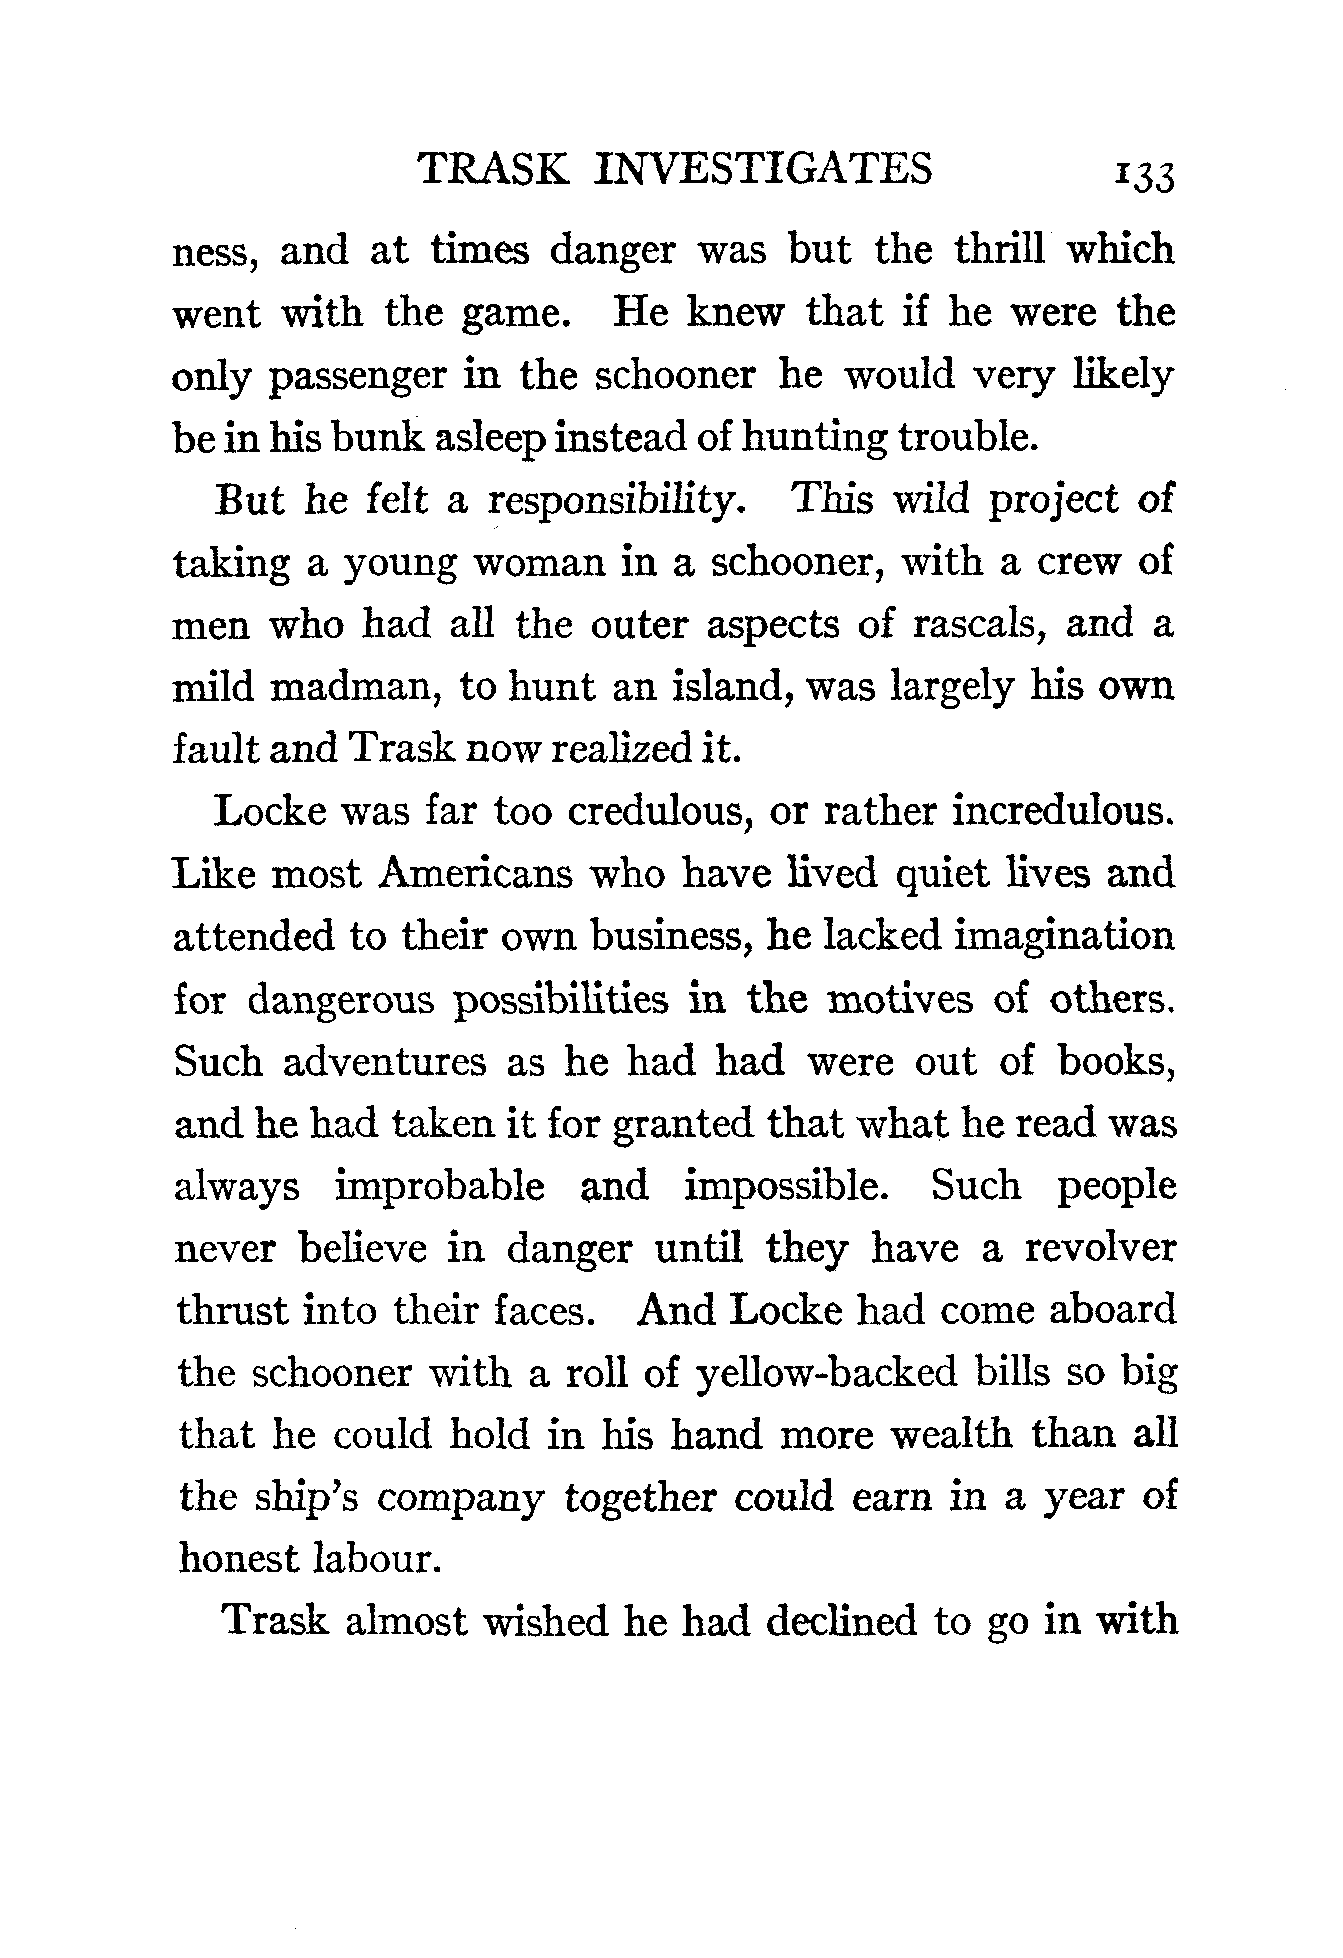 TRASK INVESTIGATES 133
ness, and at times danger was but the thrill which
went with the game. He knew that if he were the
only passenger in the schooner he would very likely
be in his bunk asleep instead of hunting trouble.
But he felt a responsibility. This wild project of
taking a young woman in a schooner, with a crew of
men who had all the outer aspects of rascals, and a
mild madman, to hunt an island, was largely his own
fault and Trask now realized it.
Locke was far too credulous, or rather incredulous.
Like most Americans who have lived quiet lives and
attended to their own business, he lacked imagination
for dangerous possibilities in the motives of others.
Such adventures as he had had were out of books,
and he had taken it for granted that what he read was
always improbable and impossible. Such people
never believe in danger until they have a revolver
thrust into their faces. And Locke had come aboard
the schooner with a roll of yellow-backed bills so big
that he could hold in his hand more wealth than all
the ship's company together could earn in a year of
honest labour.
Trask almost wished he had declined to go in with